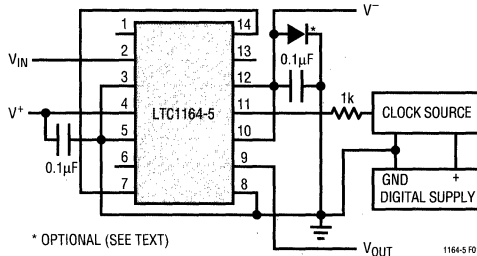 1
2
3
4
5
6
7
14
13
12
11
10
9
8
LTC1164-5
VIN
V+
0.1µF
V−
*
0.1µF
1k
CLOCK SOURCE
GND +
DIGITAL SUPPLY
VOUT
* OPTIONAL (SEE TEXT)
1164-5 F0